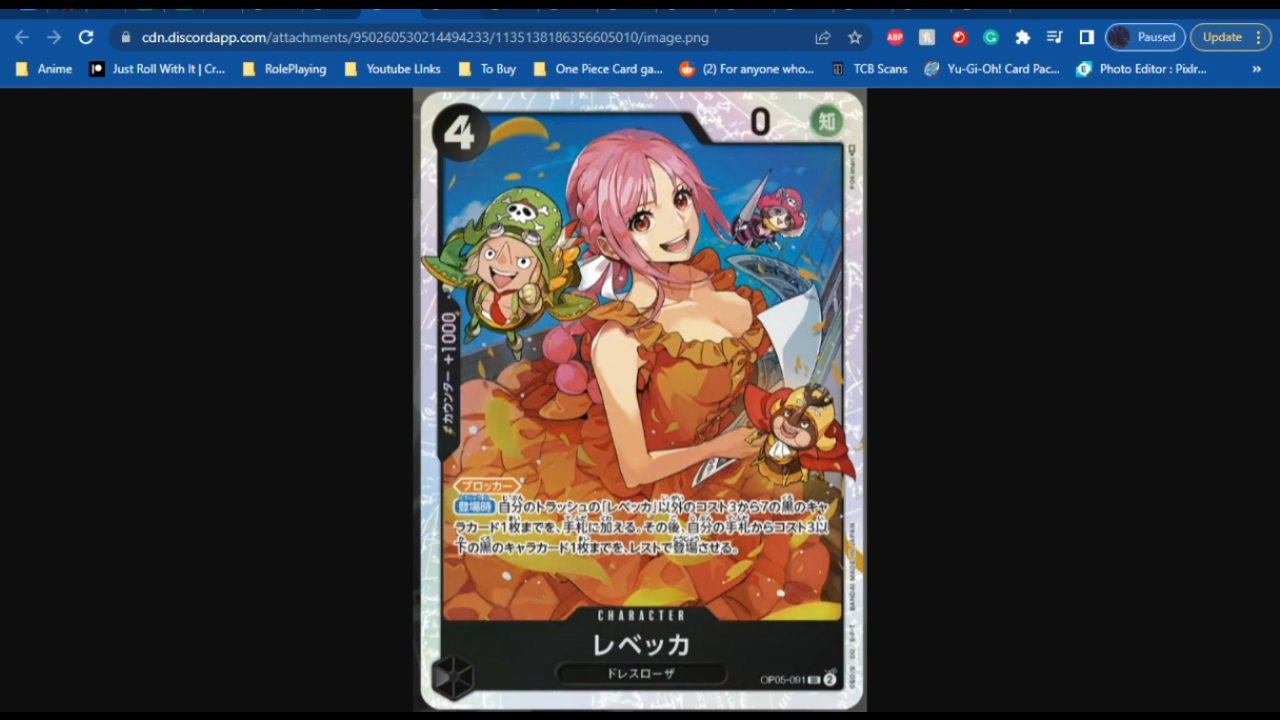 cdn.discordapp.com/attachments/950260530214494233/1135138186356605010/image.png
ABP
Paused
Update
Anime
Just Roll With It | Cr...
RolePlaying
Youtube LInks
To Buy
One Piece Card ga...
(2) For anyone who...
TCB Scans
Yu-Gi-Oh! Card Pac...
Photo Editor : Pixlr...
»
4
0
知
カウンター +1000
ブロッカー
登場時 自分のトラッシュの「レベッカ」以外のコスト3から7の黒のキャ
ラカード1枚までを、手札に加える。その後、自分の手札からコスト3以
下の黒のキャラカード1枚までを、レストで登場させる。
BANDAI MADE IN JAPAN
CHARACTER
レベッカ
ドレスローザ
OP05-091
2